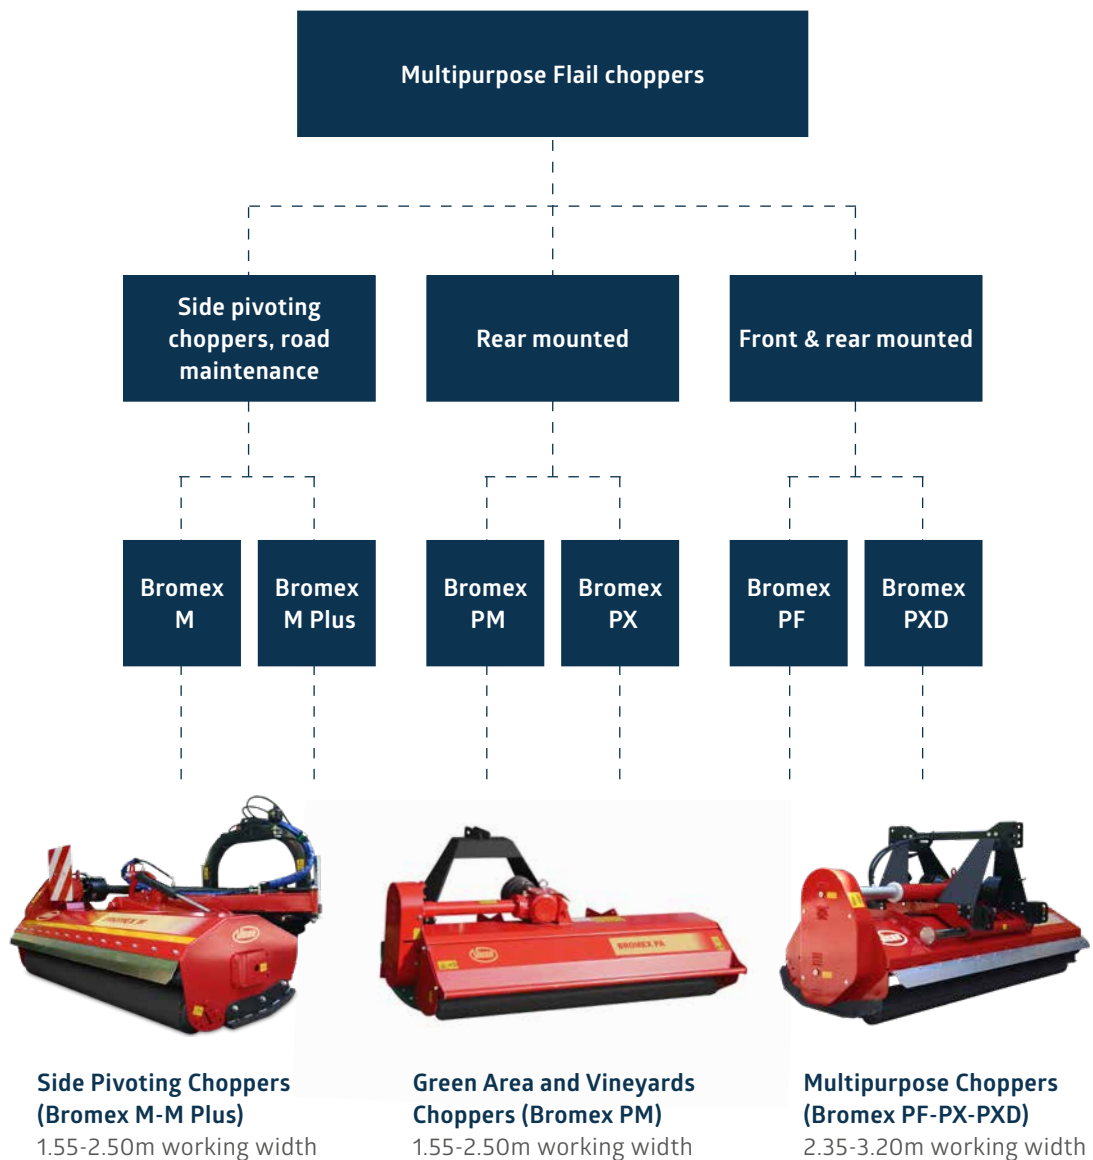 Multipurpose Flail choppers
Side pivoting
choppers, road
maintenance
Rear mounted
Front & rear mounted
Bromex
M
Bromex
M Plus
Bromex
PM
Bromex
PX
Bromex
PF
Bromex
PXD
BROMEX M
BROMEX PA
Side Pivoting Choppers
(Bromex M-M Plus)
1.55-2.50m working width
Green Area and Vineyards
Choppers (Bromex PM)
1.55-2.50m working width
Multipurpose Choppers
(Bromex PF-PX-PXD)
2.35-3.20m working width